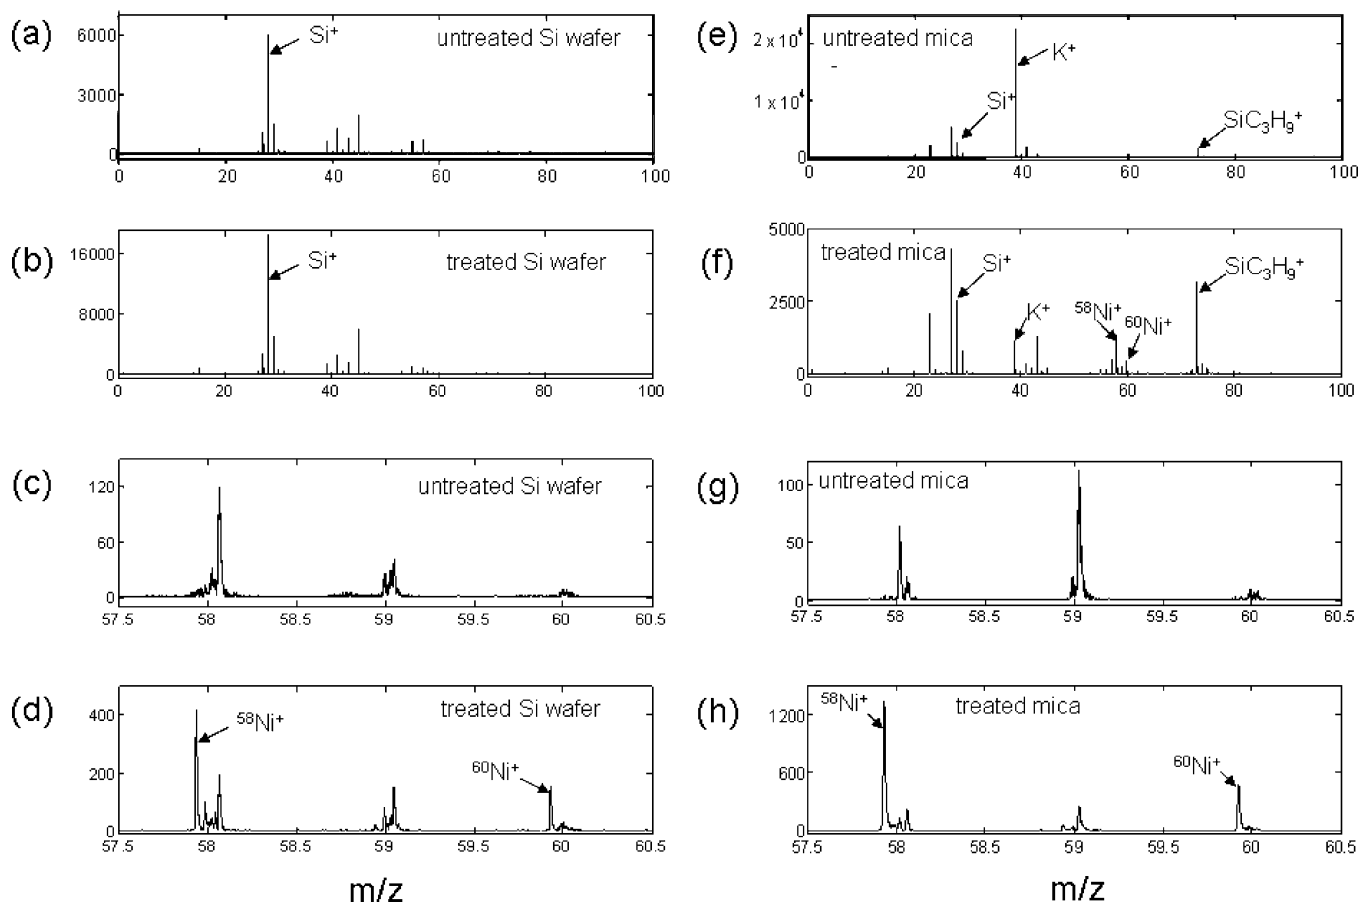 (a)
6000
3000
0
Si⁺
untreated Si wafer
0 20 40 60 80 100
(b)
16000
8000
0
Si⁺
treated Si wafer
0 20 40 60 80 100
(c)
120
60
0
untreated Si wafer
57.5 58 58.5 59 59.5 60 60.5
(d)
400
200
0
⁵⁸Ni⁺
treated Si wafer
⁶⁰Ni⁺
57.5 58 58.5 59 59.5 60 60.5
m/z
(e)
2 x 10⁴
1 x 10⁴
0
untreated mica
K⁺
Si⁺
SiC₃H₉⁺
0 20 40 60 80 100
(f)
5000
2500
0
treated mica
Si⁺
K⁺
⁵⁸Ni⁺
⁶⁰Ni⁺
SiC₃H₉⁺
0 20 40 60 80 100
(g)
100
50
0
untreated mica
57.5 58 58.5 59 59.5 60 60.5
(h)
1200
600
0
⁵⁸Ni⁺
treated mica
⁶⁰Ni⁺
57.5 58 58.5 59 59.5 60 60.5
m/z